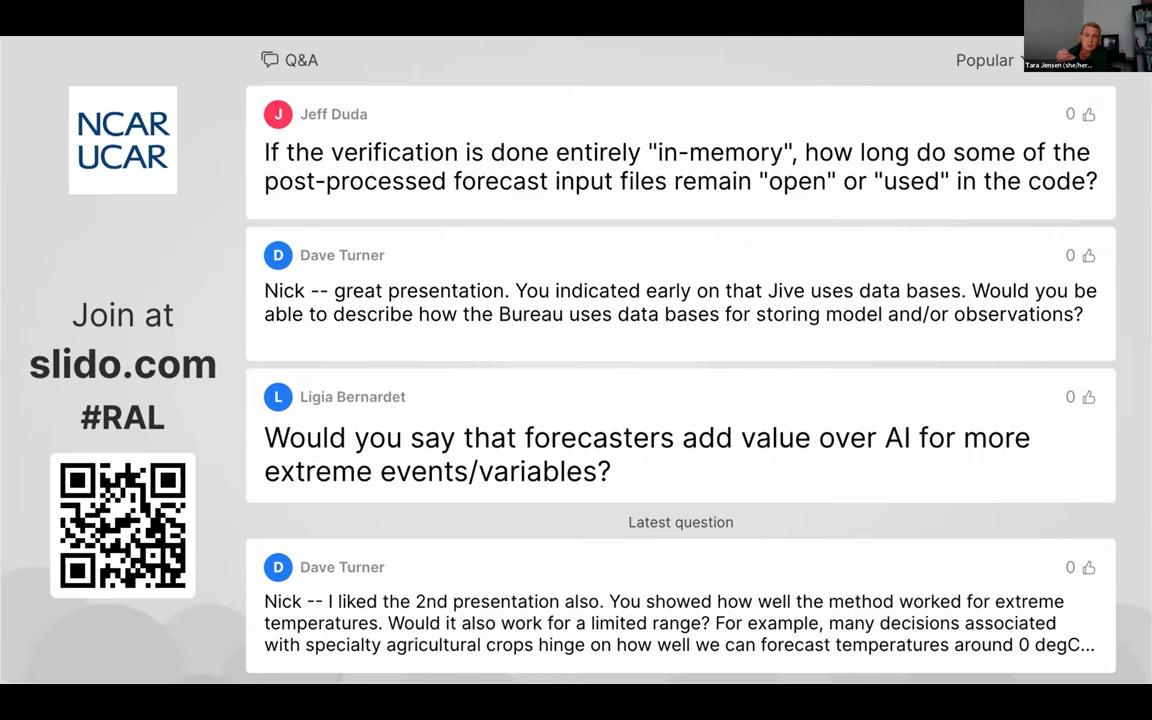 Q&A
Popular
Tara Jensen (she/her...
NCAR
UCAR
J
Jeff Duda
0
If the verification is done entirely "in-memory", how long do some of the
post-processed forecast input files remain "open" or "used" in the code?
D
Dave Turner
0
Nick -- great presentation. You indicated early on that Jive uses data bases. Would you be
able to describe how the Bureau uses data bases for storing model and/or observations?
Join at
slido.com
#RAL
L
Ligia Bernardet
0
Would you say that forecasters add value over AI for more
extreme events/variables?
Latest question
D
Dave Turner
0
Nick -- I liked the 2nd presentation also. You showed how well the method worked for extreme
temperatures. Would it also work for a limited range? For example, many decisions associated
with specialty agricultural crops hinge on how well we can forecast temperatures around 0 degC...